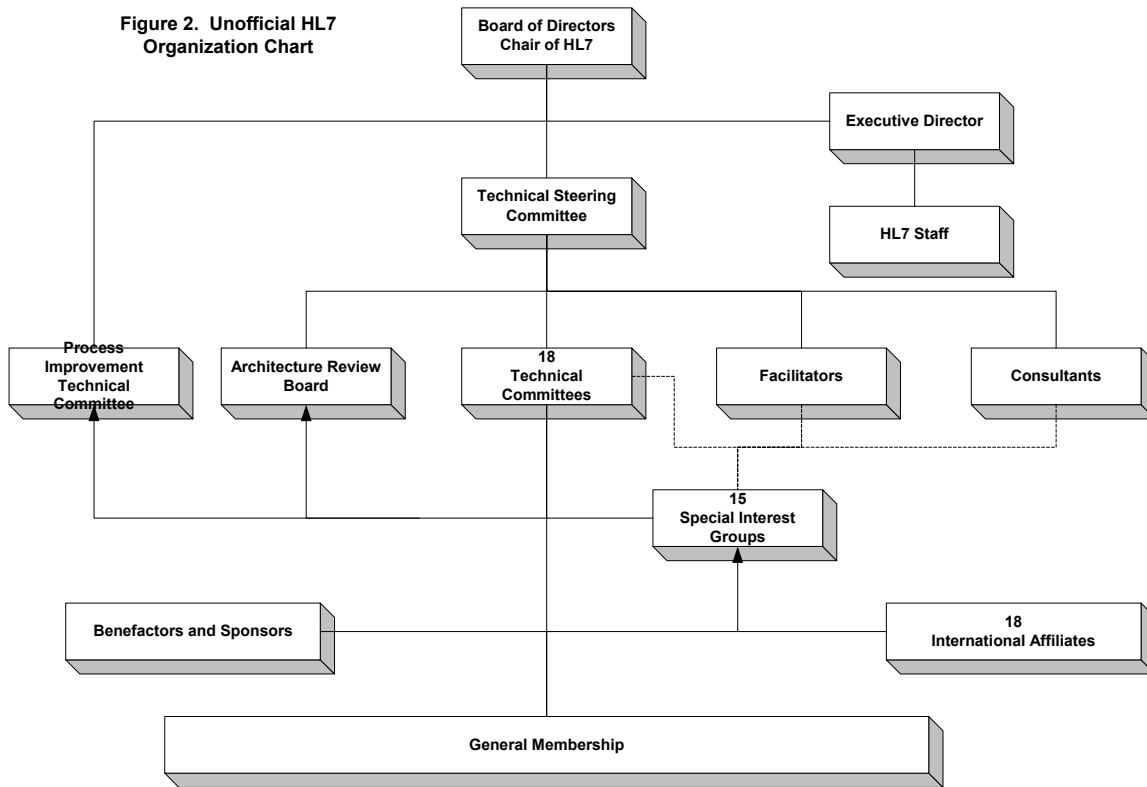 Figure 2. Unofficial HL7
Organization Chart
Board of Directors
Chair of HL7
Executive Director
Technical Steering
Committee
HL7 Staff
Process
Improvement
Technical
Committee
Architecture Review
Board
18
Technical
Committees
Facilitators
Consultants
15
Special Interest
Groups
Benefactors and Sponsors
18
International Affiliates
General Membership